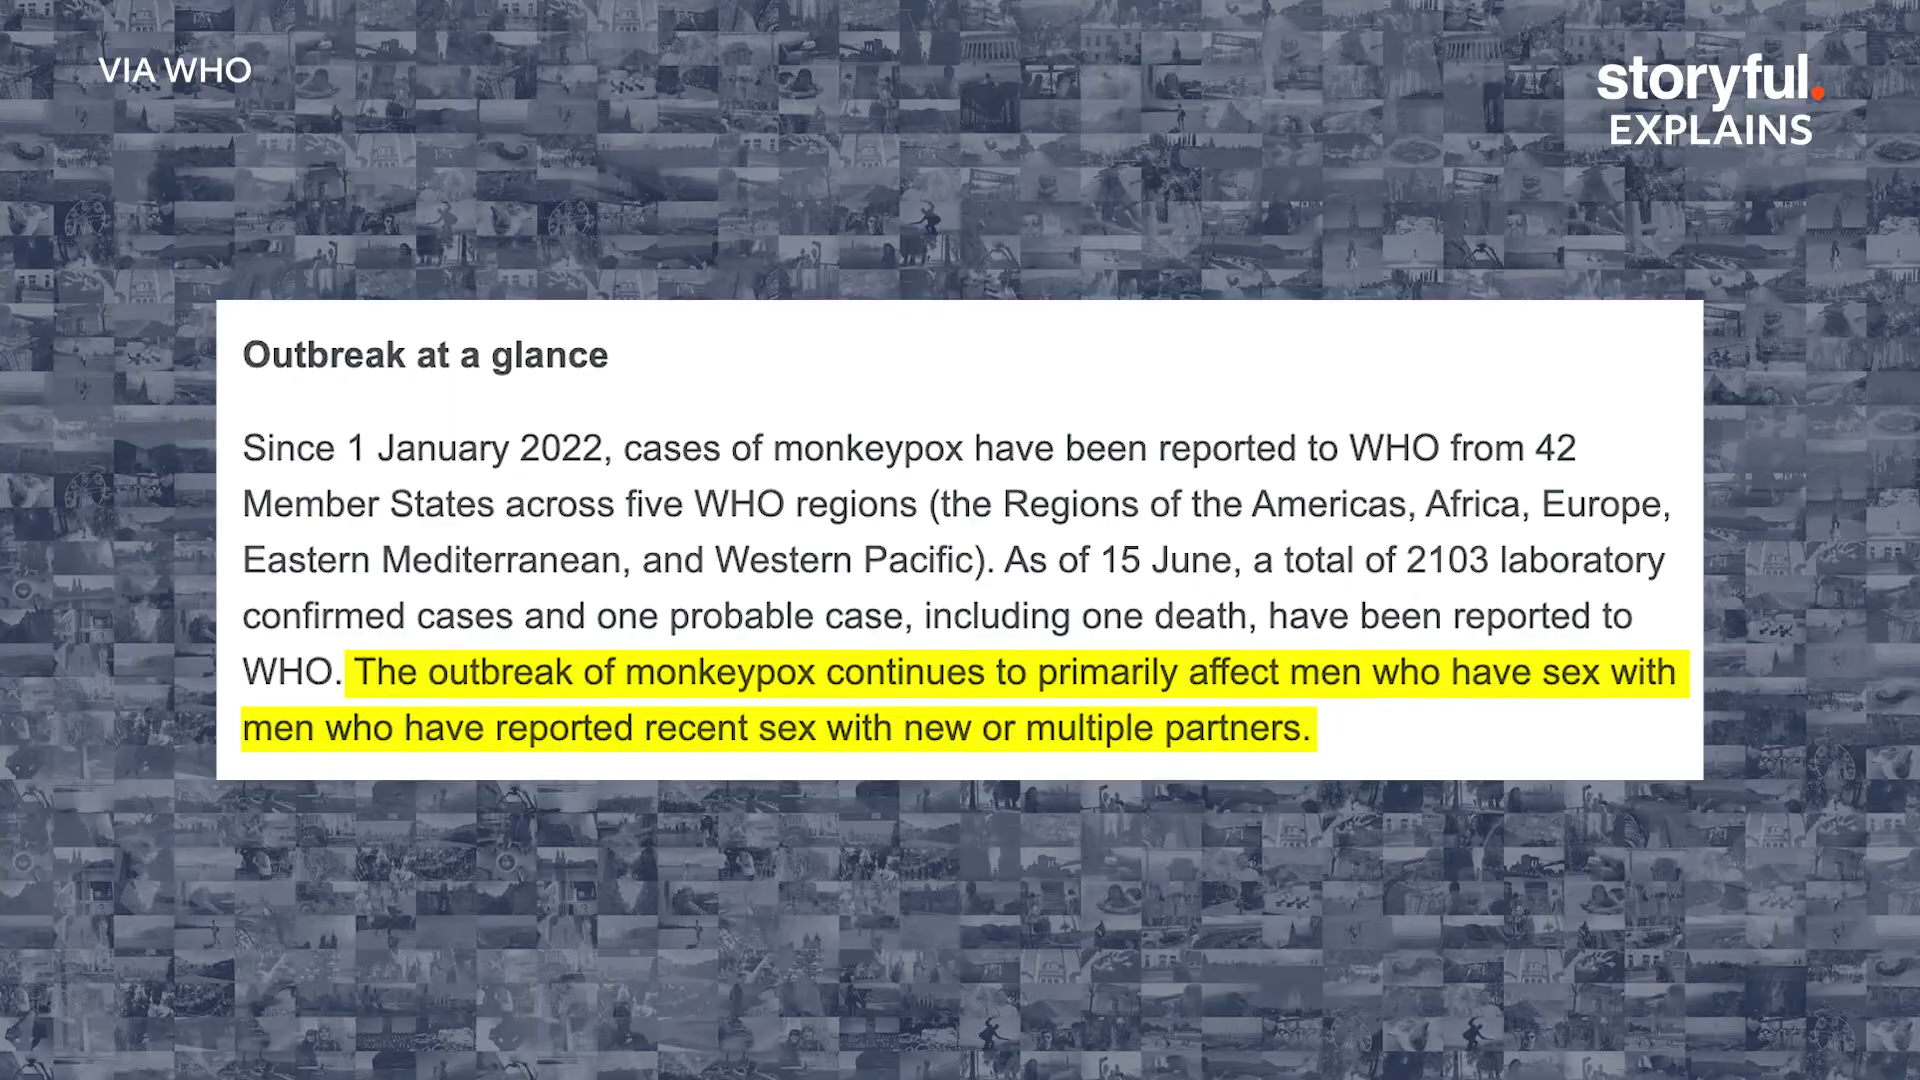 VIA WHO
storyful.
EXPLAINS
Outbreak at a glance
Since 1 January 2022, cases of monkeypox have been reported to WHO from 42
Member States across five WHO regions (the Regions of the Americas, Africa, Europe,
Eastern Mediterranean, and Western Pacific). As of 15 June, a total of 2103 laboratory
confirmed cases and one probable case, including one death, have been reported to
WHO. The outbreak of monkeypox continues to primarily affect men who have sex with
men who have reported recent sex with new or multiple partners.